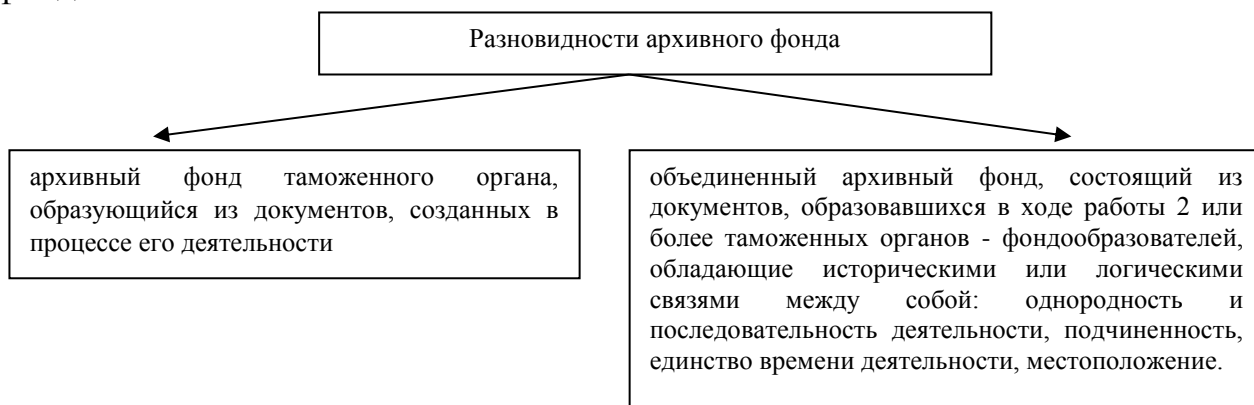 Разновидности архивного фонда
архивный фонд таможенного органа,
образующийся из документов, созданных в
процессе его деятельности
объединенный архивный фонд, состоящий из
документов, образовавшихся в ходе работы 2 или
более таможенных органов - фондообразователей,
обладающие историческими или логическими
связями между собой: однородность и
последовательность деятельности, подчиненность,
единство времени деятельности, местоположение.